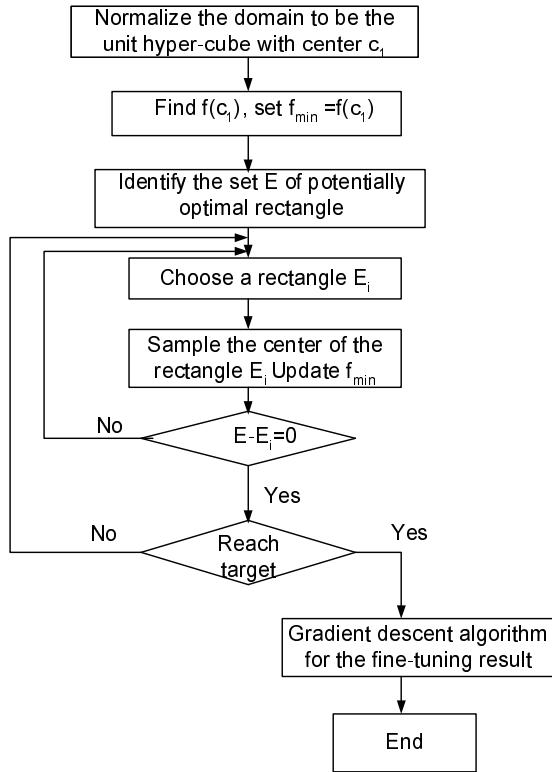 Normalize the domain to be the
unit hyper-cube with center c₁
Find f(c₁), set fₘᵢₙ =f(c₁)
Identify the set E of potentially
optimal rectangle
Choose a rectangle Eᵢ
Sample the center of the
rectangle Eᵢ Update fₘᵢₙ
No
E-Eᵢ=0
Yes
No
Yes
Reach
target
Gradient descent algorithm
for the fine-tuning result
End